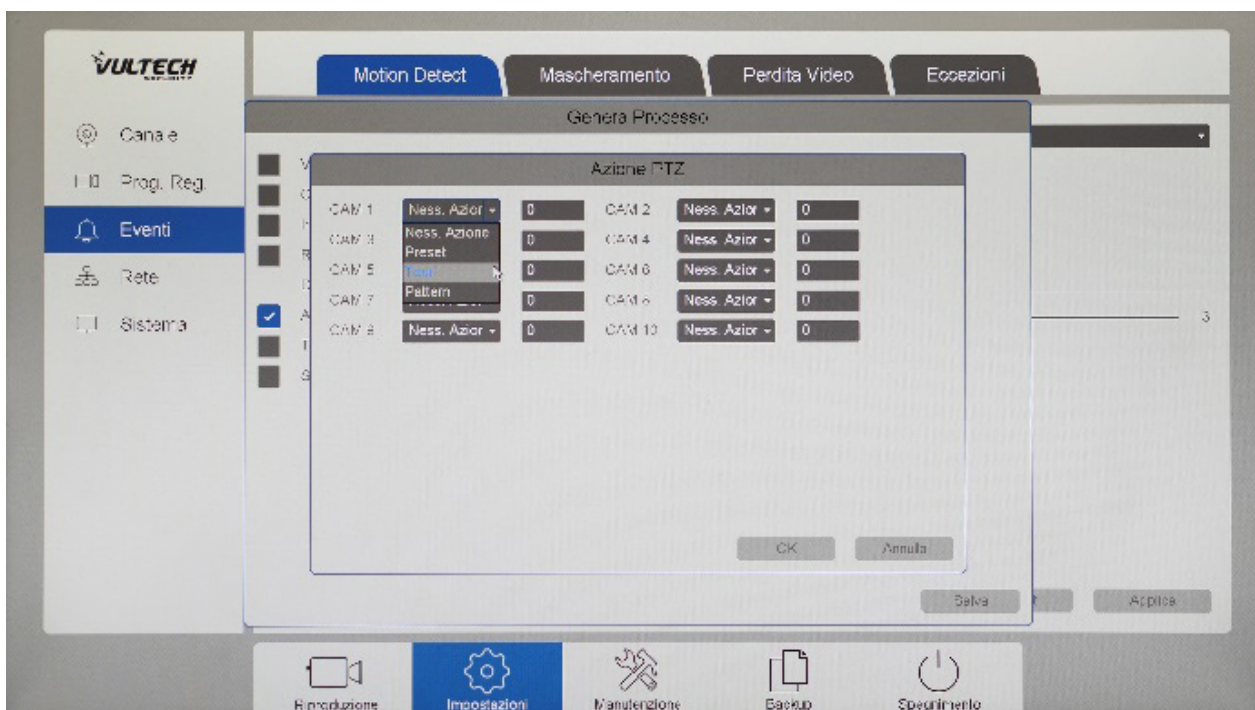 VULTECH
SECURITY
Motion Detect
Mascheramento
Perdita Video
Eccezioni
Canale
Prog. Reg.
Eventi
Rete
Sistema
Genera Processo
Azione PTZ
CAM 1 Ness. Azior 0 CAM 2 Ness. Azior 0
Ness. Azione
Preset
Tour
Pattern
CAM 3 0 CAM 4 Ness. Azior 0
CAM 5 0 CAM 6 Ness. Azior 0
CAM 7 0 CAM 8 Ness. Azior 0
CAM 9 Ness. Azior 0 CAM 10 Ness. Azior 0
3
OK
Annulla
Salva
Applica
Riproduzione
Impostazioni
Manutenzione
Backup
Spegnimento